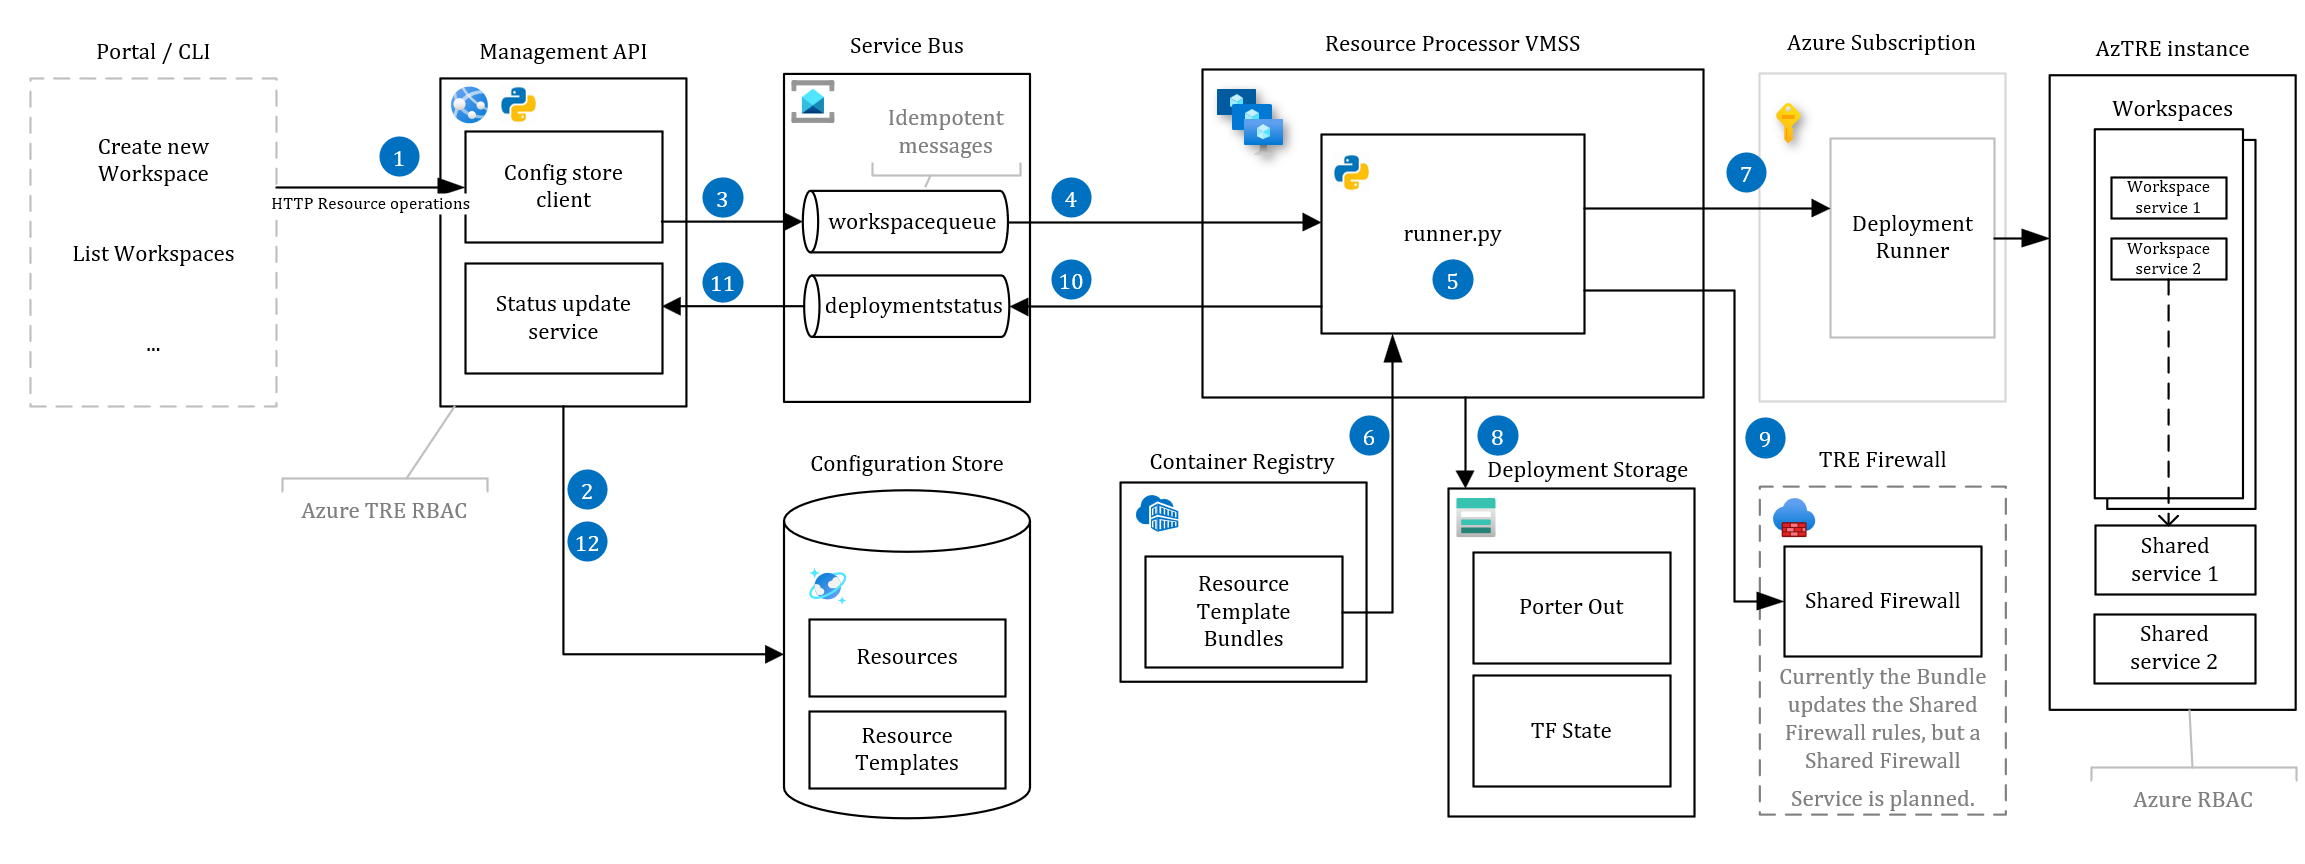 Portal / CLI
Create new
Workspace
List Workspaces
...
1
HTTP Resource operations
Management API
Config store
client
Status update
service
Azure TRE RBAC
2
12
3
11
Service Bus
Idempotent
messages
workspacequeue
deploymentstatus
Configuration Store
Resources
Resource
Templates
4
10
Resource Processor VMSS
runner.py
5
6
8
Container Registry
Resource
Template
Bundles
Deployment Storage
Porter Out
TF State
7
9
Azure Subscription
Deployment
Runner
TRE Firewall
Shared Firewall
Currently the Bundle
updates the Shared
Firewall rules, but a
Shared Firewall
Service is planned.
AzTRE instance
Workspaces
Workspace
service 1
Workspace
service 2
Shared
service 1
Shared
service 2
Azure RBAC